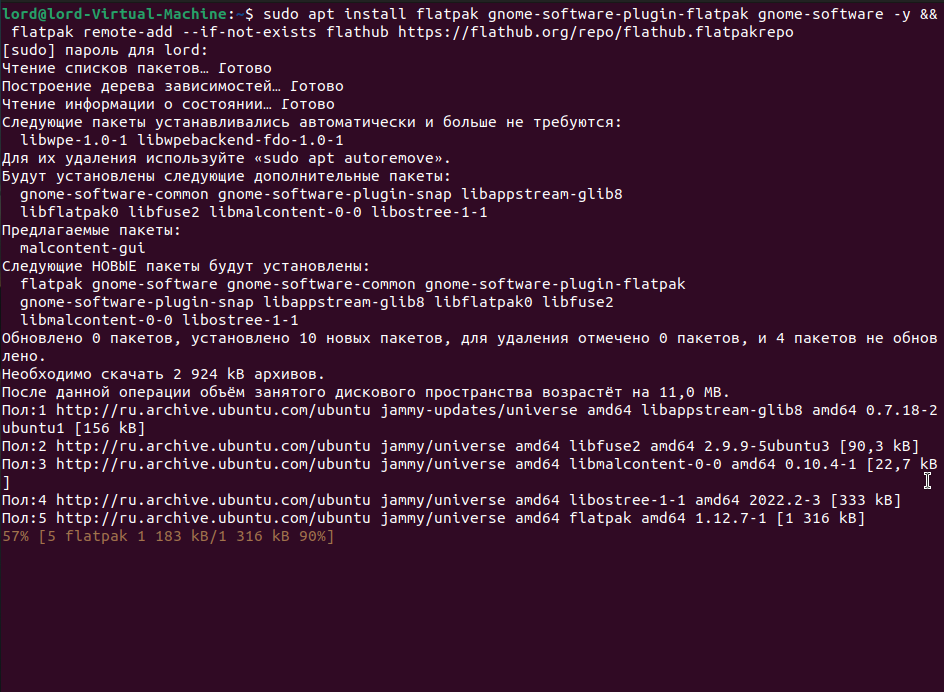 lord@lord-Virtual-Machine:~$ sudo apt install flatpak gnome-software-plugin-flatpak gnome-software -y &&
 flatpak remote-add --if-not-exists flathub https://flathub.org/repo/flathub.flatpakrepo
[sudo] пароль для lord:
Чтение списков пакетов… Готово
Построение дерева зависимостей… Готово
Чтение информации о состоянии… Готово
Следующие пакеты устанавливались автоматически и больше не требуются:
  libwpe-1.0-1 libwpebackend-fdo-1.0-1
Для их удаления используйте «sudo apt autoremove».
Будут установлены следующие дополнительные пакеты:
  gnome-software-common gnome-software-plugin-snap libappstream-glib8
  libflatpak0 libfuse2 libmalcontent-0-0 libostree-1-1
Предлагаемые пакеты:
  malcontent-gui
Следующие НОВЫЕ пакеты будут установлены:
  flatpak gnome-software gnome-software-common gnome-software-plugin-flatpak
  gnome-software-plugin-snap libappstream-glib8 libflatpak0 libfuse2
  libmalcontent-0-0 libostree-1-1
Обновлено 0 пакетов, установлено 10 новых пакетов, для удаления отмечено 0 пакетов, и 4 пакетов не обнов
лено.
Необходимо скачать 2 924 kB архивов.
После данной операции объём занятого дискового пространства возрастёт на 11,0 MB.
Пол:1 http://ru.archive.ubuntu.com/ubuntu jammy-updates/universe amd64 libappstream-glib8 amd64 0.7.18-2
ubuntu1 [156 kB]
Пол:2 http://ru.archive.ubuntu.com/ubuntu jammy/universe amd64 libfuse2 amd64 2.9.9-5ubuntu3 [90,3 kB]
Пол:3 http://ru.archive.ubuntu.com/ubuntu jammy/universe amd64 libmalcontent-0-0 amd64 0.10.4-1 [22,7 kB
]
Пол:4 http://ru.archive.ubuntu.com/ubuntu jammy/universe amd64 libostree-1-1 amd64 2022.2-3 [333 kB]
Пол:5 http://ru.archive.ubuntu.com/ubuntu jammy/universe amd64 flatpak amd64 1.12.7-1 [1 316 kB]
57% [5 flatpak 1 183 kB/1 316 kB 90%]